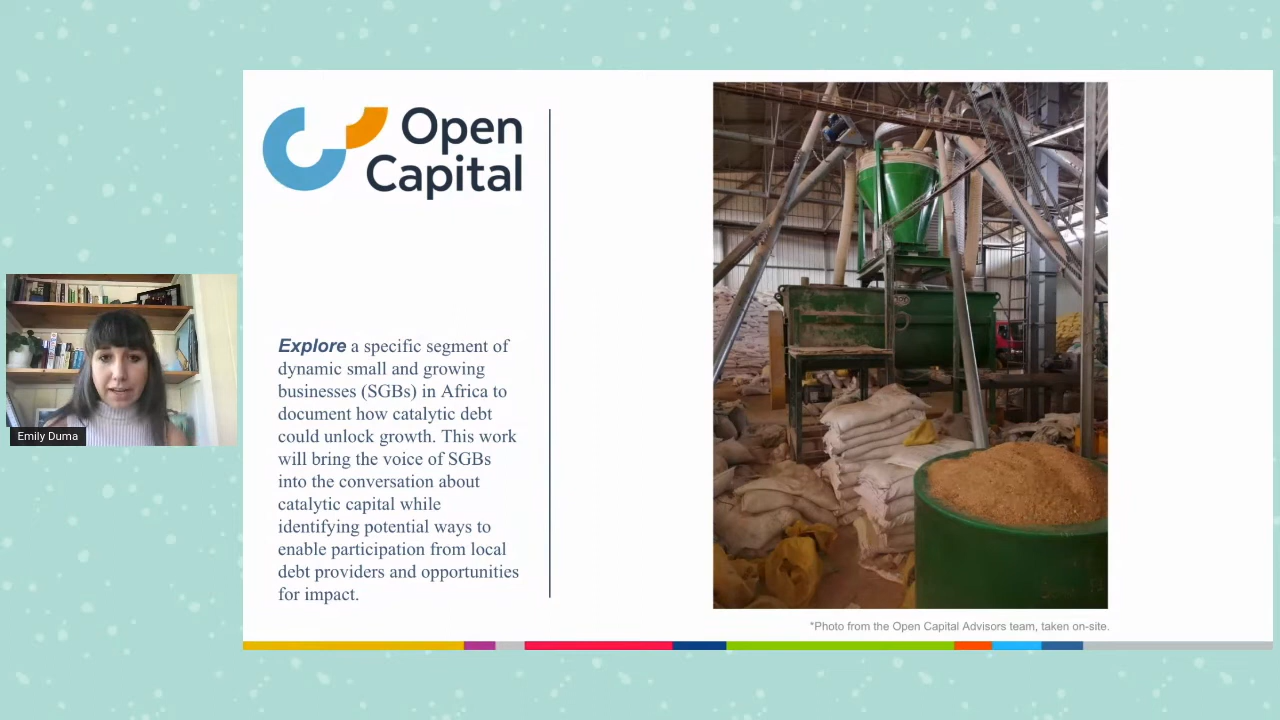 Open
Capital
Explore a specific segment of
dynamic small and growing
businesses (SGBs) in Africa to
document how catalytic debt
could unlock growth. This work
will bring the voice of SGBs
into the conversation about
catalytic capital while
identifying potential ways to
enable participation from local
debt providers and opportunities
for impact.
Emily Duma
*Photo from the Open Capital Advisors team, taken on-site.